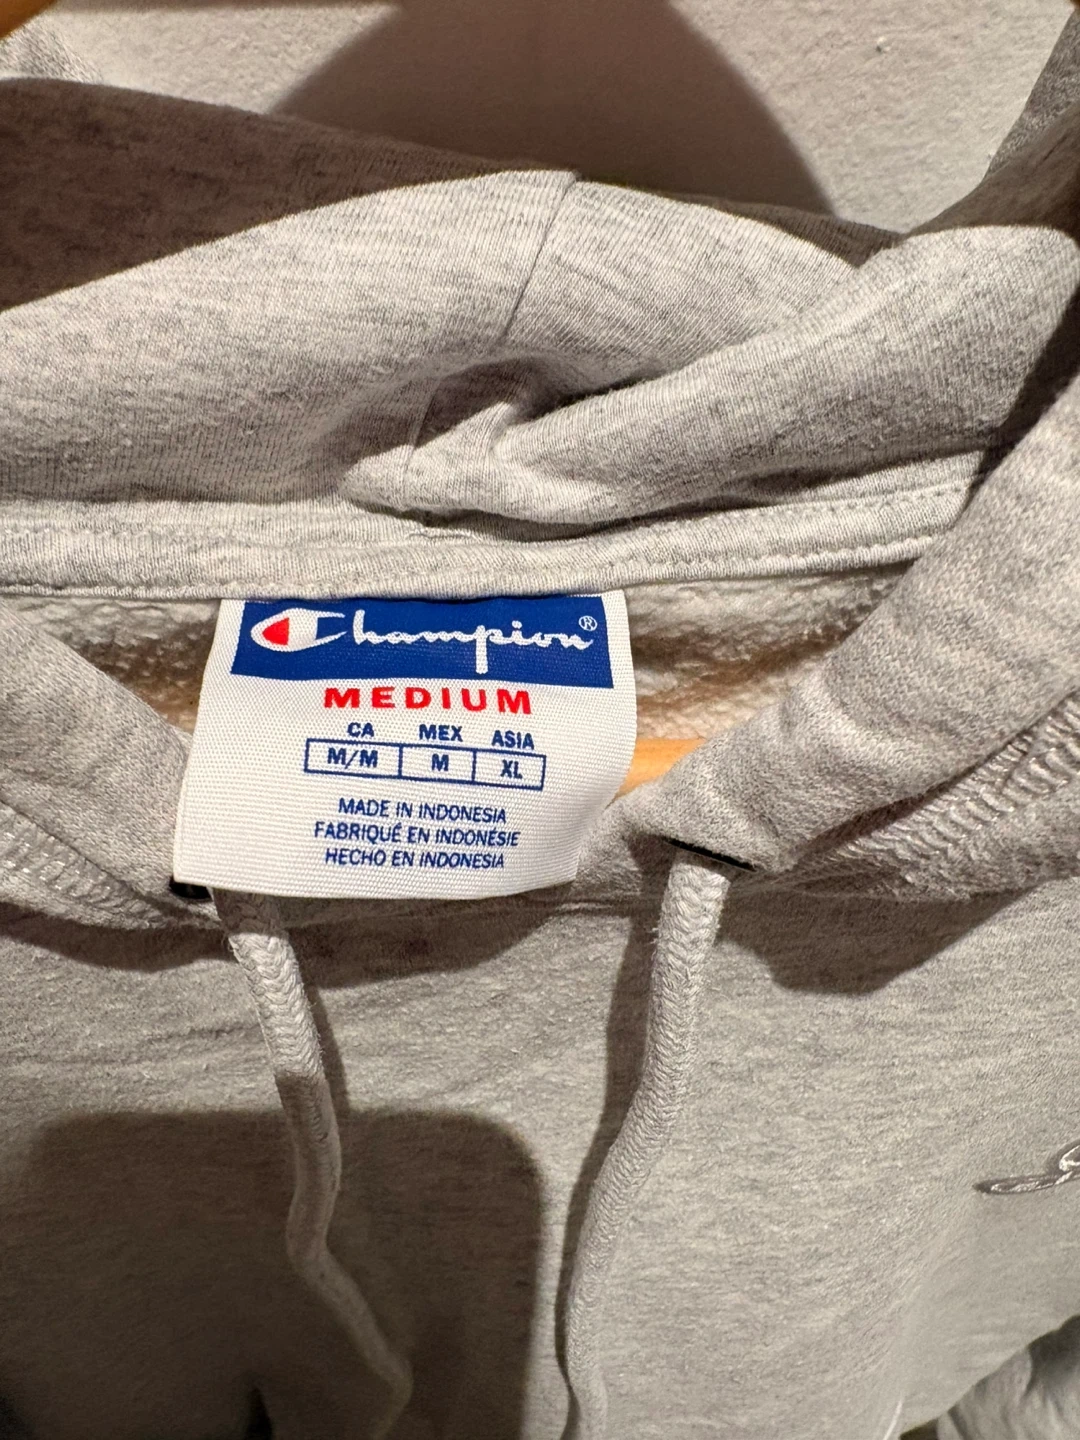 Champion®
MEDIUM
CA MEX ASIA
M/M M XL
MADE IN INDONESIA
FABRIQUÉ EN INDONÉSIE
HECHO EN INDONESIA